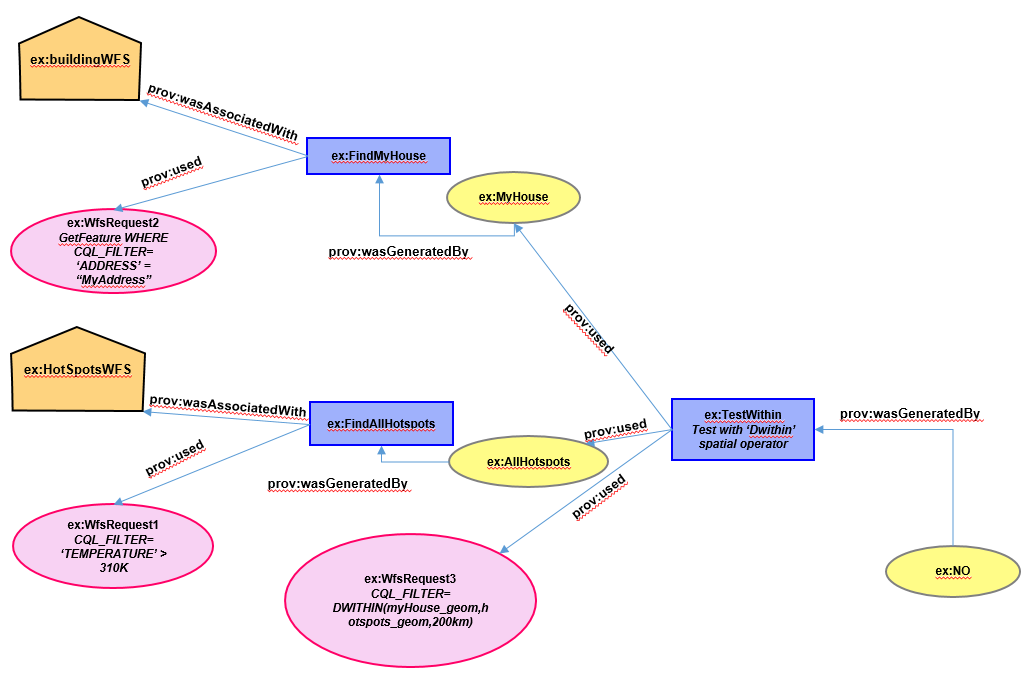 ex:buildingWFS
prov:wasAssociatedWith
ex:FindMyHouse
prov:used
ex:MyHouse
ex:WfsRequest2
GetFeature WHERE
CQL_FILTER=
‘ADDRESS’ =
“MyAddress”
prov:wasGeneratedBy
prov:used
ex:HotSpotsWFS
prov:wasAssociatedWith
ex:FindAllHotspots
ex:TestWithin
Test with ‘Dwithin’
spatial operator
prov:wasGeneratedBy
prov:used
prov:used
ex:AllHotspots
prov:wasGeneratedBy
prov:used
ex:WfsRequest1
CQL_FILTER=
‘TEMPERATURE’ >
310K
ex:WfsRequest3
CQL_FILTER=
DWITHIN(myHouse_geom,h
otspots_geom,200km)
ex:NO